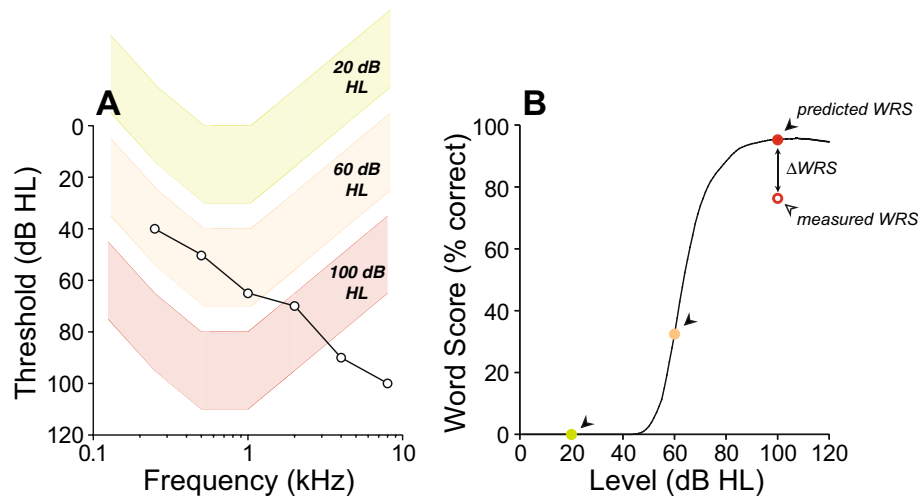 A
20 dB
HL
60 dB
HL
100 dB
HL
0
20
40
60
80
100
120
0.1
1
10
Threshold (dB HL)
Frequency (kHz)
B
predicted WRS
ΔWRS
measured WRS
100
80
60
40
20
0
0
20
40
60
80
100
120
Word Score (% correct)
Level (dB HL)